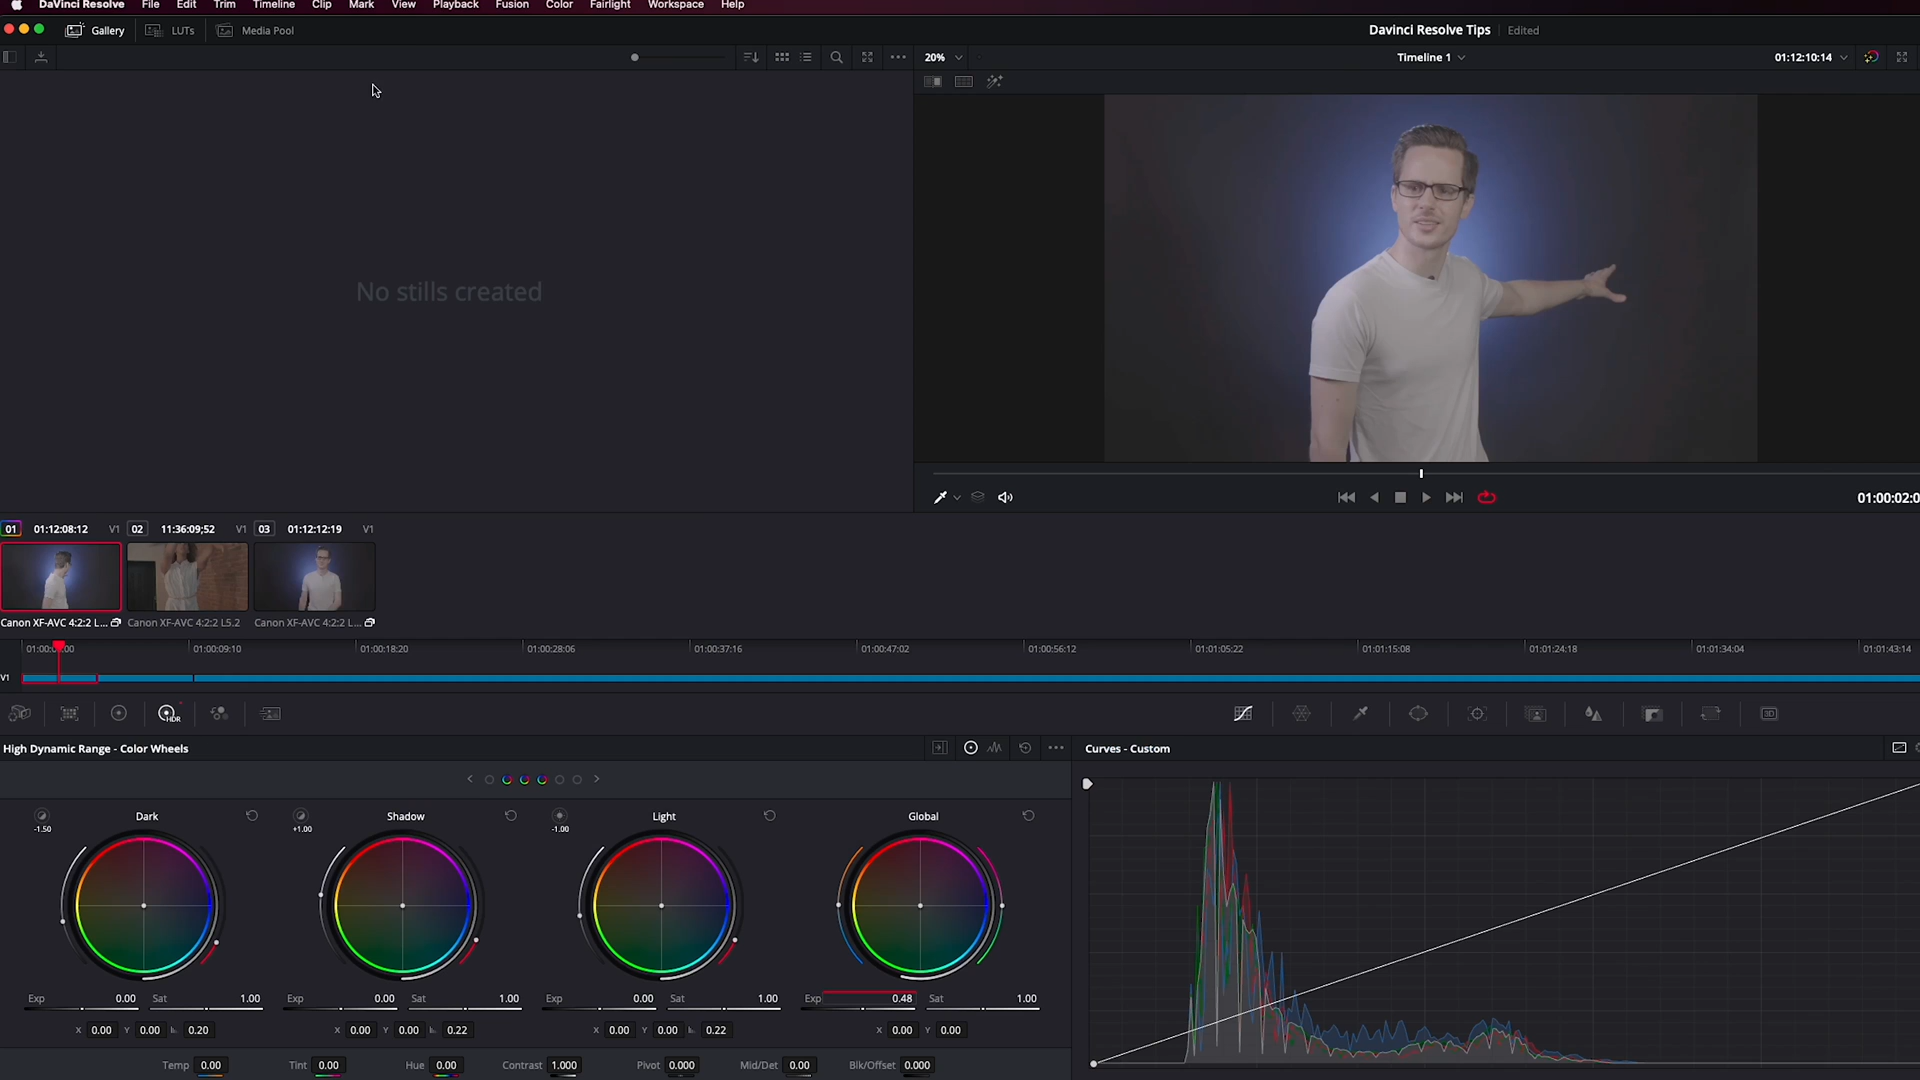 DaVinci Resolve File Edit Trim Timeline Clip Mark View Playback Fusion Color Fairlight Workspace Help
Gallery LUTs Media Pool Davinci Resolve Tips Edited
20% Timeline 1 01:12:10:14
No stills created
01:00:02:0
01 01:12:08:12 V1 02 11:36:09;52 V1 03 01:12:12:19 V1
Canon XF-AVC 4:2:2 L... Canon XF-AVC 4:2:2 L5.2 Canon XF-AVC 4:2:2 L...
01:00:09:10 01:00:18:20 01:00:28:06 01:00:37:16 01:00:47:02 01:00:56:12 01:01:05:22 01:01:15:08 01:01:24:18 01:01:34:04 01:01:43:14
V1
HDR
High Dynamic Range - Color Wheels Curves - Custom
Dark Shadow Light Global
-1.50 +1.00 -1.00
Exp 0.00 Sat 1.00 Exp 0.00 Sat 1.00 Exp 0.00 Sat 1.00 Exp 0.48 Sat 1.00
X 0.00 Y 0.00 0.20 X 0.00 Y 0.00 0.22 X 0.00 Y 0.00 0.22 X 0.00 Y 0.00
Temp 0.00 Tint 0.00 Hue 0.00 Contrast 1.000 Pivot 0.000 Mid/Det 0.00 Blk/Offset 0.000
3D